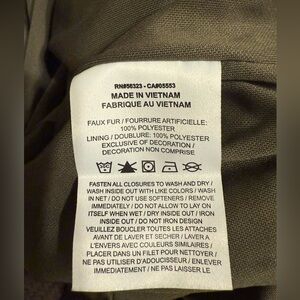 RN#56323 - CA#05553
MADE IN VIETNAM
FABRIQUE AU VIETNAM
FAUX FUR / FOURRURE ARTIFICIELLE:
100% POLYESTER
LINING / DOUBLURE: 100% POLYESTER
EXCLUSIVE OF DECORATION /
DECORATION NON COMPRISE
FASTEN ALL CLOSURES TO WASH AND DRY /
WASH INSIDE OUT WITH LIKE COLORS / WASH
IN NET / DO NOT USE SOFTENERS / REMOVE
IMMEDIATELY / DO NOT ALLOW TO LAY ON
ITSELF WHEN WET / DRY INSIDE OUT / IRON
INSIDE OUT / DO NOT IRON DESIGN
VEUILLEZ BOUCLER TOUTES LES ATTACHES
AVANT DE LAVER ET SECHER / LAVER A
L'ENVERS AVEC COULEURS SIMILAIRES /
PLACER DANS UN FILET POUR NETTOYER /
NE PAS UTILISER D'ADOUCISSEUR / ENLEVER
IMMEDIATEMENT / NE PAS LAISSER LE